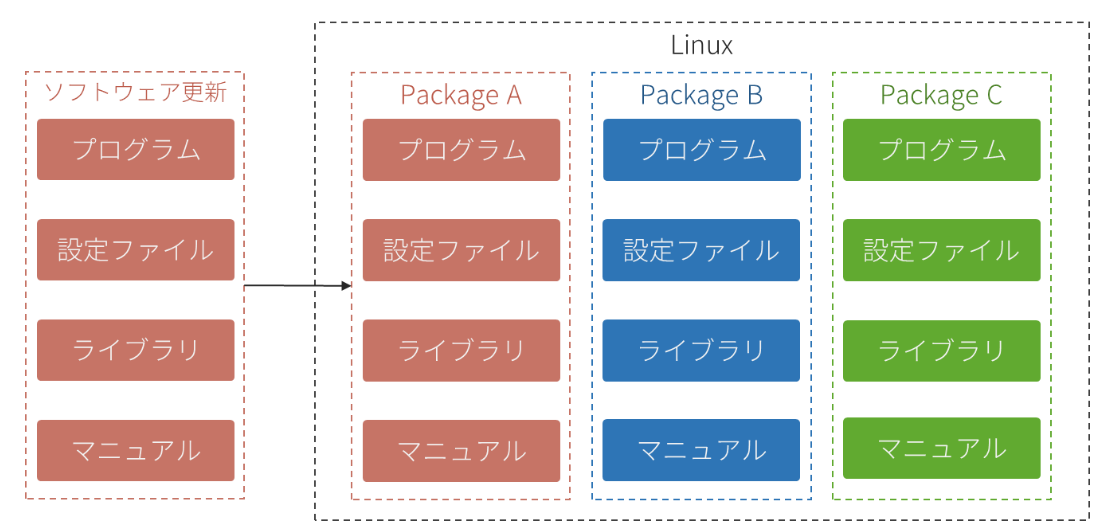 Linux
ソフトウェア更新
プログラム
設定ファイル
ライブラリ
マニュアル
Package A
プログラム
設定ファイル
ライブラリ
マニュアル
Package B
プログラム
設定ファイル
ライブラリ
マニュアル
Package C
プログラム
設定ファイル
ライブラリ
マニュアル